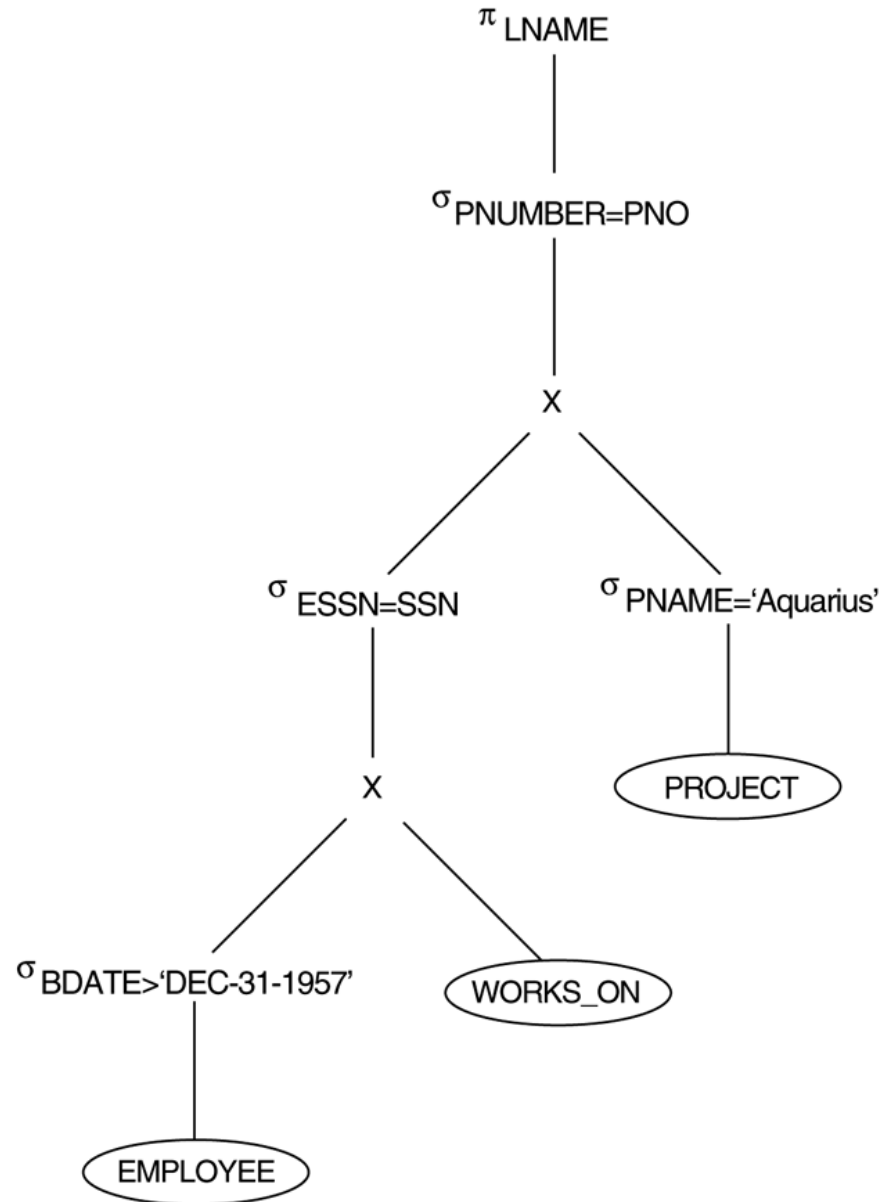 π LNAME
σ PNUMBER=PNO
X
σ ESSN=SSN
σ PNAME=‘Aquarius’
X
PROJECT
σ BDATE>‘DEC-31-1957’
WORKS_ON
EMPLOYEE